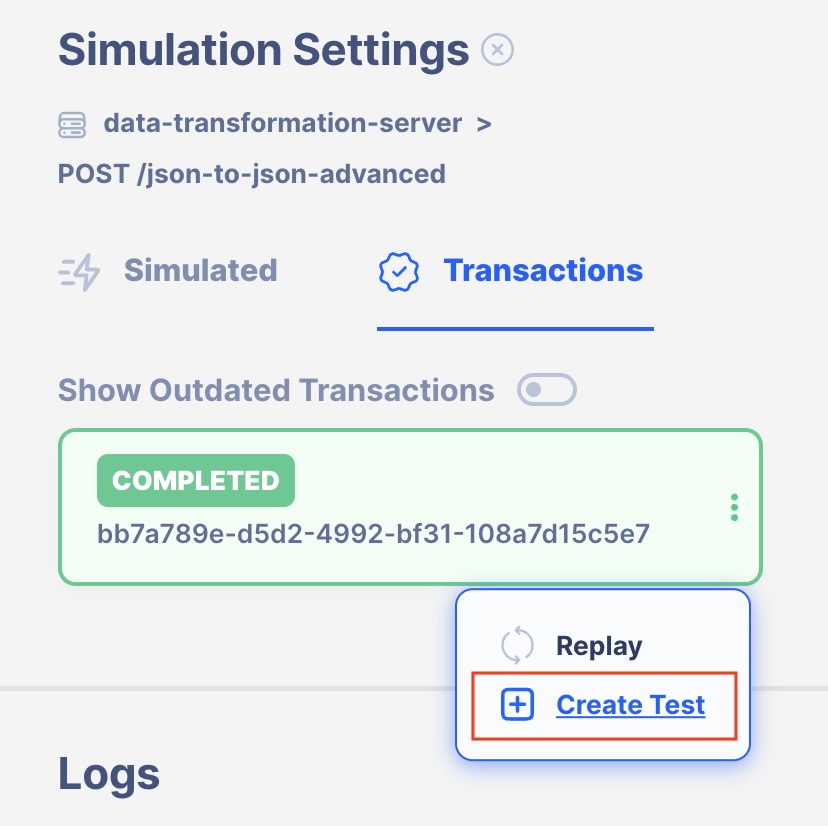 Simulation Settings
data-transformation-server >
POST /json-to-json-advanced
Simulated
Transactions
Show Outdated Transactions
COMPLETED
bb7a789e-d5d2-4992-bf31-108a7d15c5e7
Replay
Create Test
Logs